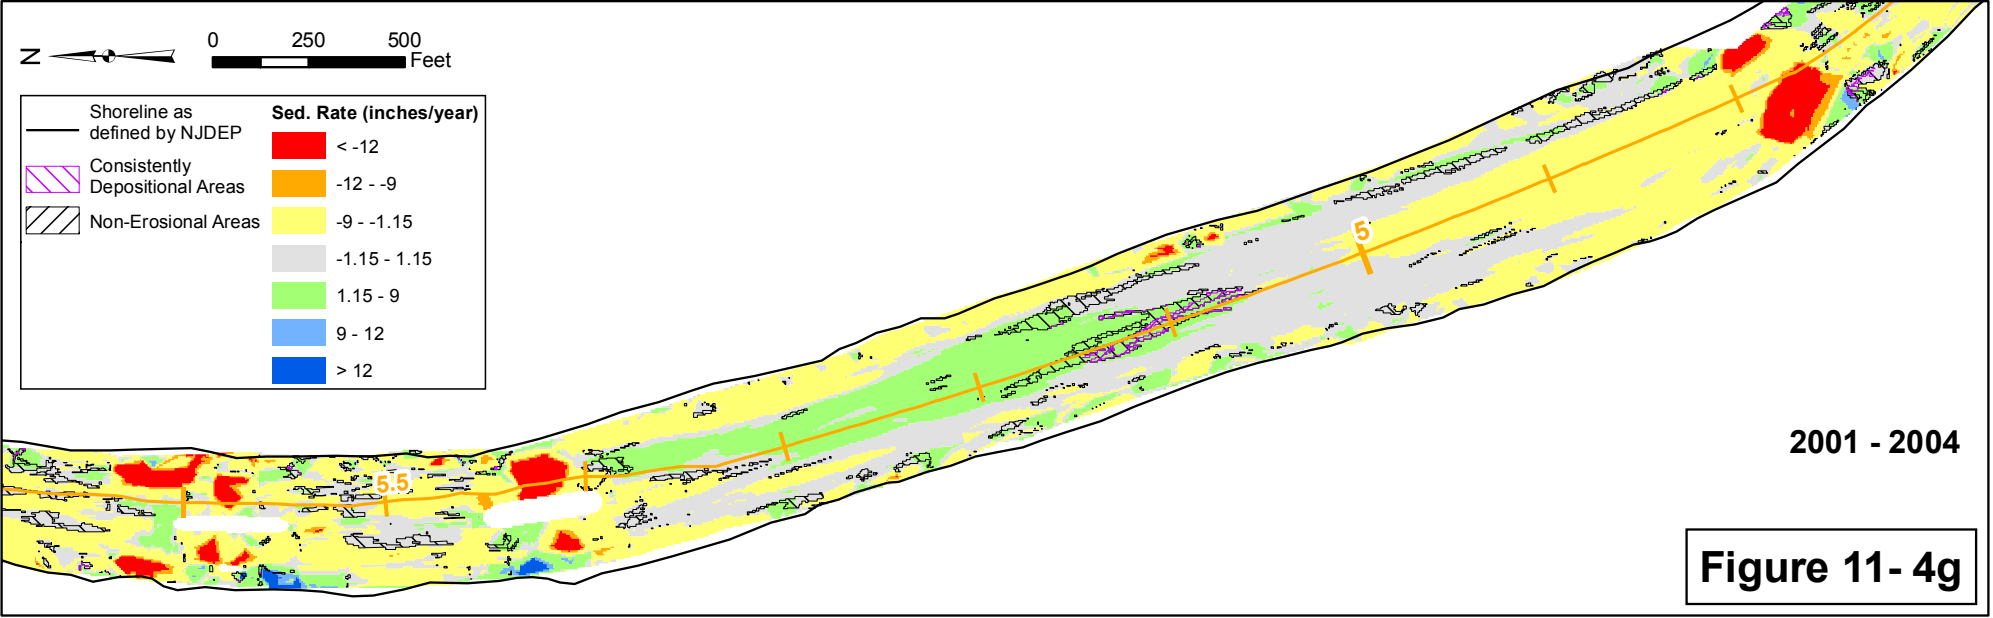 N
0 250 500
Feet
Shoreline as
defined by NJDEP
Consistently
Depositional Areas
Non-Erosional Areas
Sed. Rate (inches/year)
< -12
-12 - -9
-9 - -1.15
-1.15 - 1.15
1.15 - 9
9 - 12
> 12
5
5.5
2001 - 2004
Figure 11- 4g